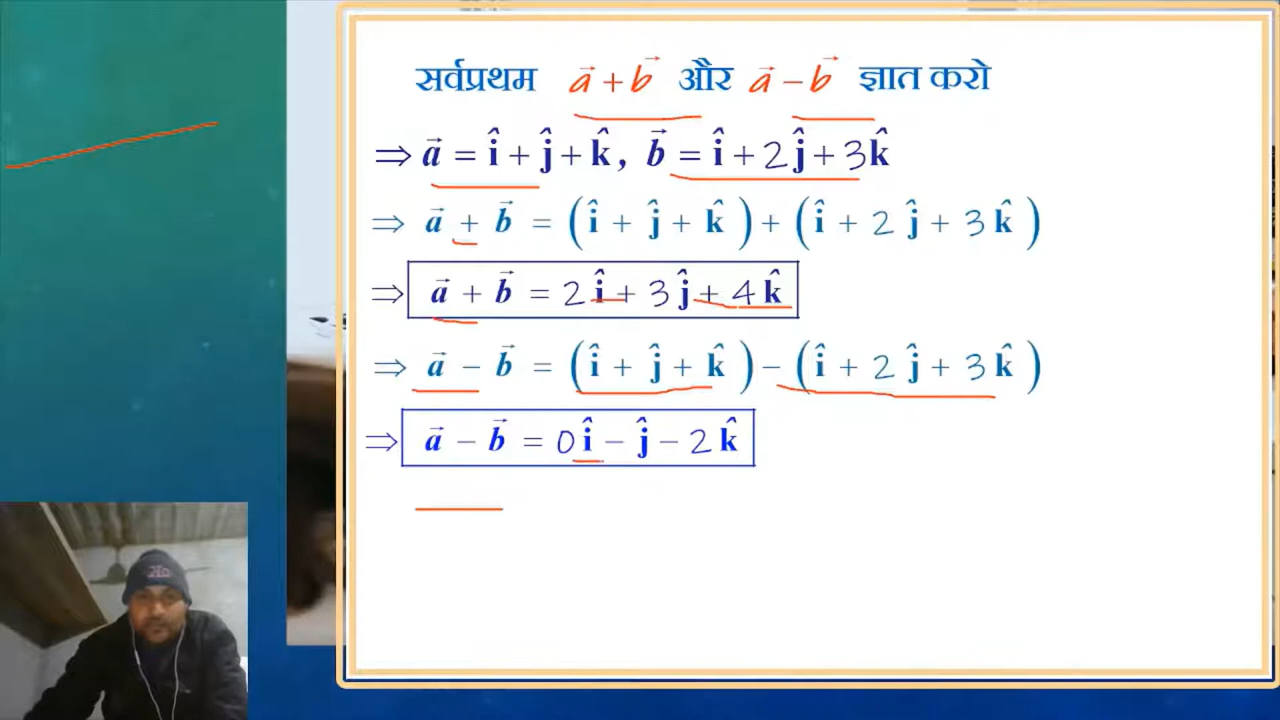 सर्वप्रथम a⃗ + b⃗ और a⃗ − b⃗ ज्ञात करो
⇒ a⃗ = î + ĵ + k̂, b⃗ = î + 2ĵ + 3k̂
⇒ a⃗ + b⃗ = (î + ĵ + k̂) + (î + 2ĵ + 3k̂)
⇒ a⃗ + b⃗ = 2î + 3ĵ + 4k̂
⇒ a⃗ − b⃗ = (î + ĵ + k̂) − (î + 2ĵ + 3k̂)
⇒ a⃗ − b⃗ = 0î − ĵ − 2k̂